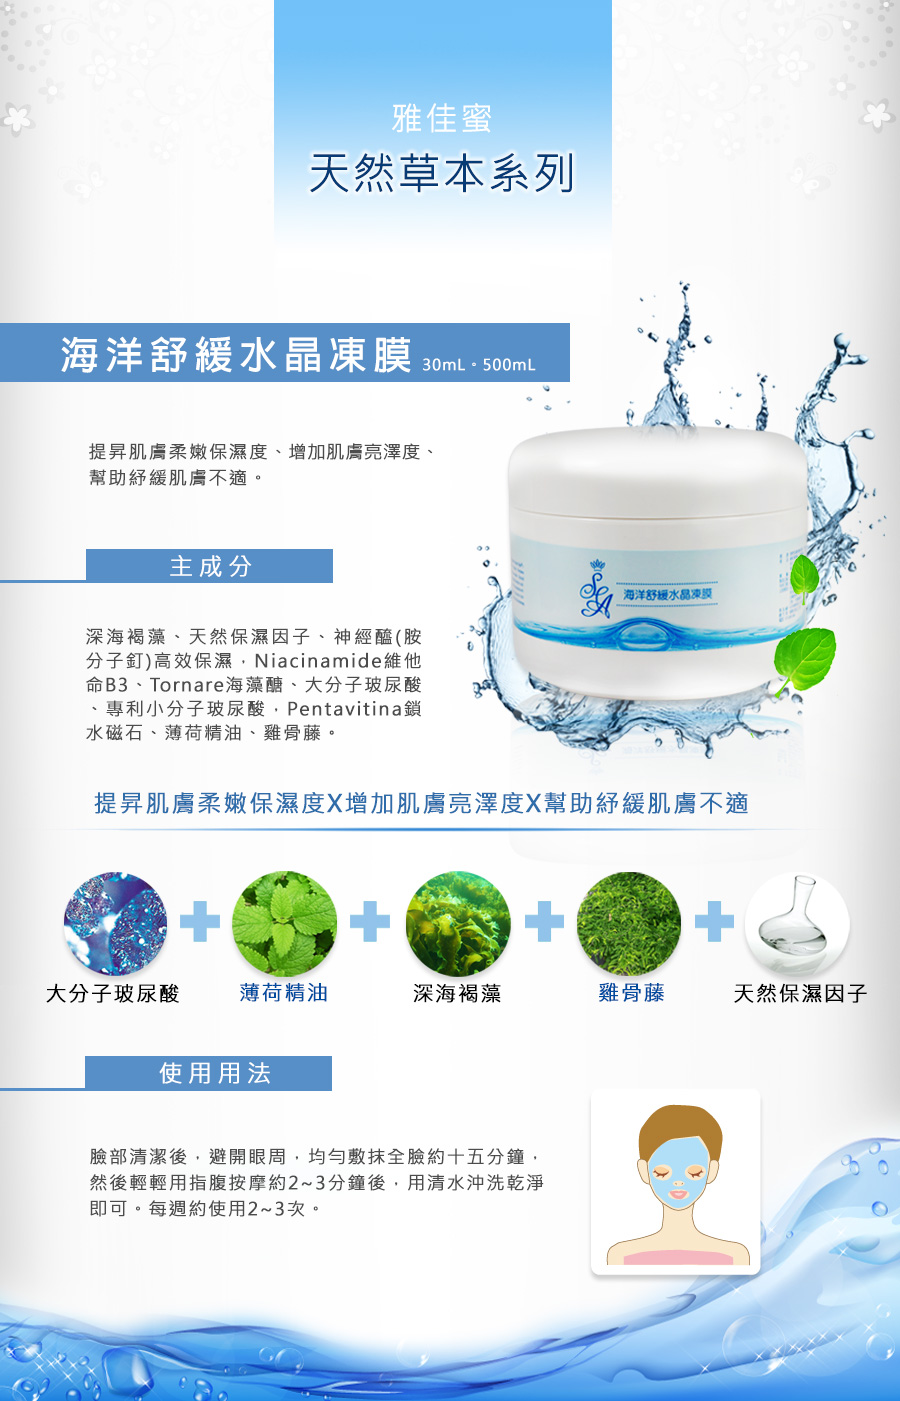 雅佳蜜
天然草本系列
海洋舒緩水晶凍膜 30mL。500mL
提昇肌膚柔嫩保濕度、增加肌膚亮澤度、
幫助紓緩肌膚不適。
SEA
海洋舒緩水晶凍膜
主成分
深海褐藻、天然保濕因子、神經醯(胺
分子釘)高效保濕，Niacinamide維他
命B3、Tornare海藻醣、大分子玻尿酸
、專利小分子玻尿酸，Pentavitina鎖
水磁石、薄荷精油、雞骨藤。
提昇肌膚柔嫩保濕度X增加肌膚亮澤度X幫助紓緩肌膚不適
大分子玻尿酸
薄荷精油
深海褐藻
雞骨藤
天然保濕因子
使用用法
臉部清潔後，避開眼周，均勻敷抹全臉約十五分鐘，
然後輕輕用指腹按摩約2~3分鐘後，用清水沖洗乾淨
即可。每週約使用2~3次。